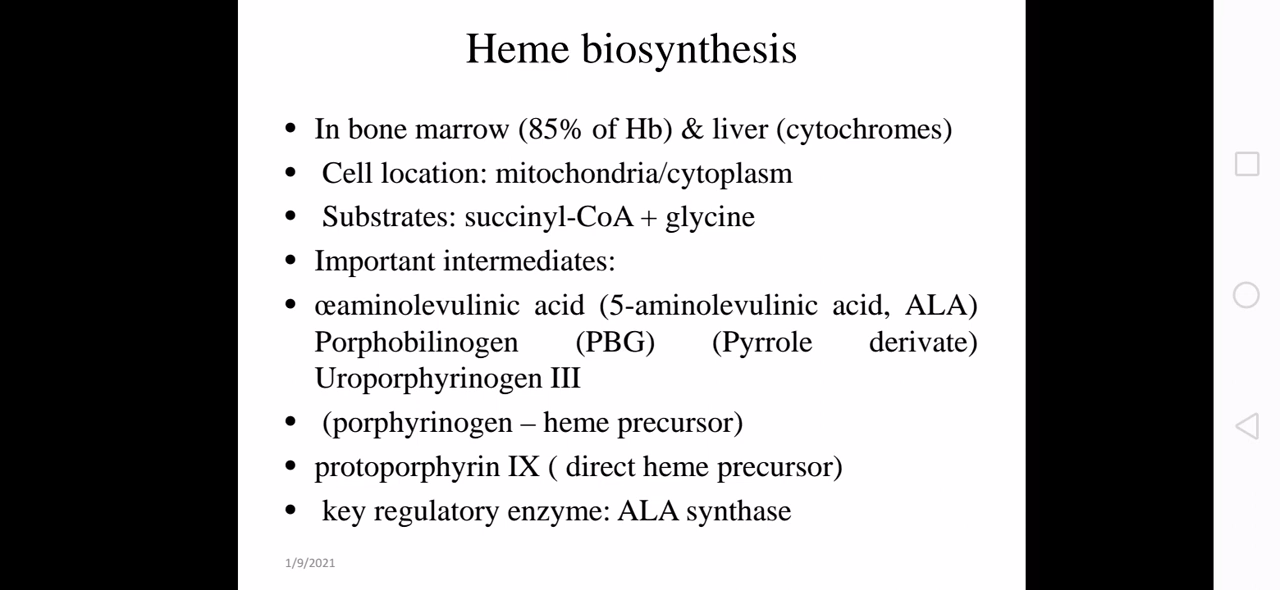 Heme biosynthesis
• In bone marrow (85% of Hb) & liver (cytochromes)
• Cell location: mitochondria/cytoplasm
• Substrates: succinyl-CoA + glycine
• Important intermediates:
• œaminolevulinic acid (5-aminolevulinic acid, ALA)
Porphobilinogen (PBG) (Pyrrole derivate)
Uroporphyrinogen III
• (porphyrinogen – heme precursor)
• protoporphyrin IX ( direct heme precursor)
• key regulatory enzyme: ALA synthase
1/9/2021